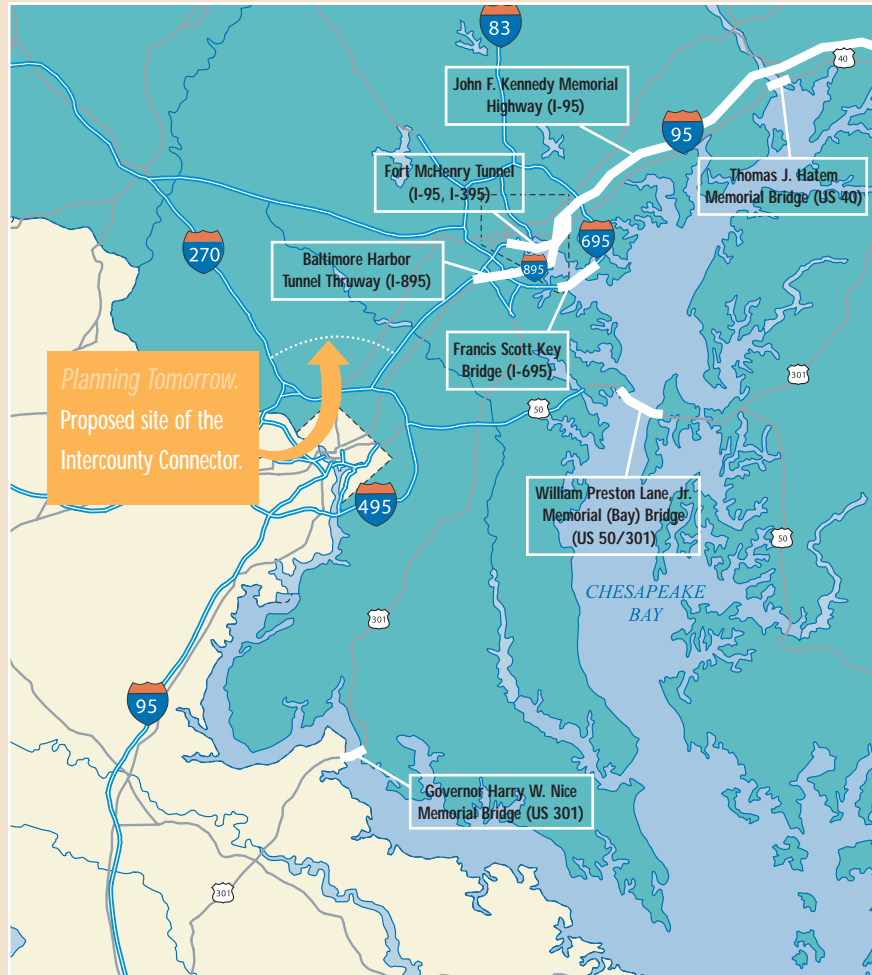 83
40
John F. Kennedy Memorial
Highway (I-95)
95
Fort McHenry Tunnel
(I-95, I-395)
Thomas J. Hatem
Memorial Bridge (US 40)
270
695
Baltimore Harbor
Tunnel Thruway (I-895)
895
Francis Scott Key
Bridge (I-695)
301
Planning Tomorrow.
Proposed site of the
Intercounty Connector.
50
495
William Preston Lane, Jr.
Memorial (Bay) Bridge
(US 50/301)
50
CHESAPEAKE
BAY
301
95
Governor Harry W. Nice
Memorial Bridge (US 301)
301